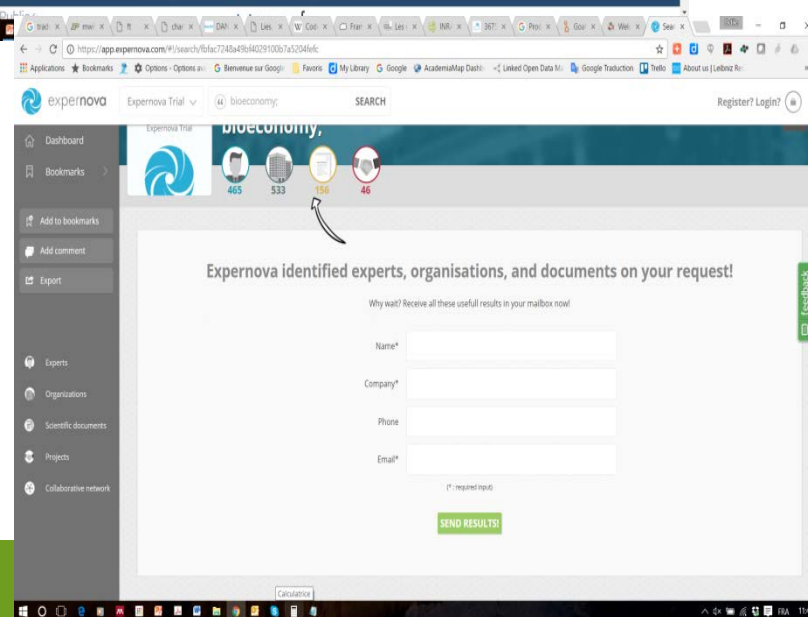 https://app.expernova.com/#!/search/fbfac7248a49bf4029100b7a5204fefc
Applications Bookmarks Options - Options Bienvenue sur Google Favoris My Library Google AcademiaMap Linked Open Data Google Traduction Trello About us | Leibniz
expernova Expernova Trial bioeconomy; SEARCH Register? Login?
Dashboard
Bookmarks
Add to bookmarks
Add comment
Export
Experts
Organizations
Scientific documents
Projects
Collaborative network
Expernova Trial
bioeconomy,
465 533 156 46
Expernova identified experts, organisations, and documents on your request!
Why wait? Receive all these usefull results in your mailbox now!
Name*
Company*
Phone
Email*
(* : required input)
SEND RESULTS!
feedback
Calculatrice
FRA